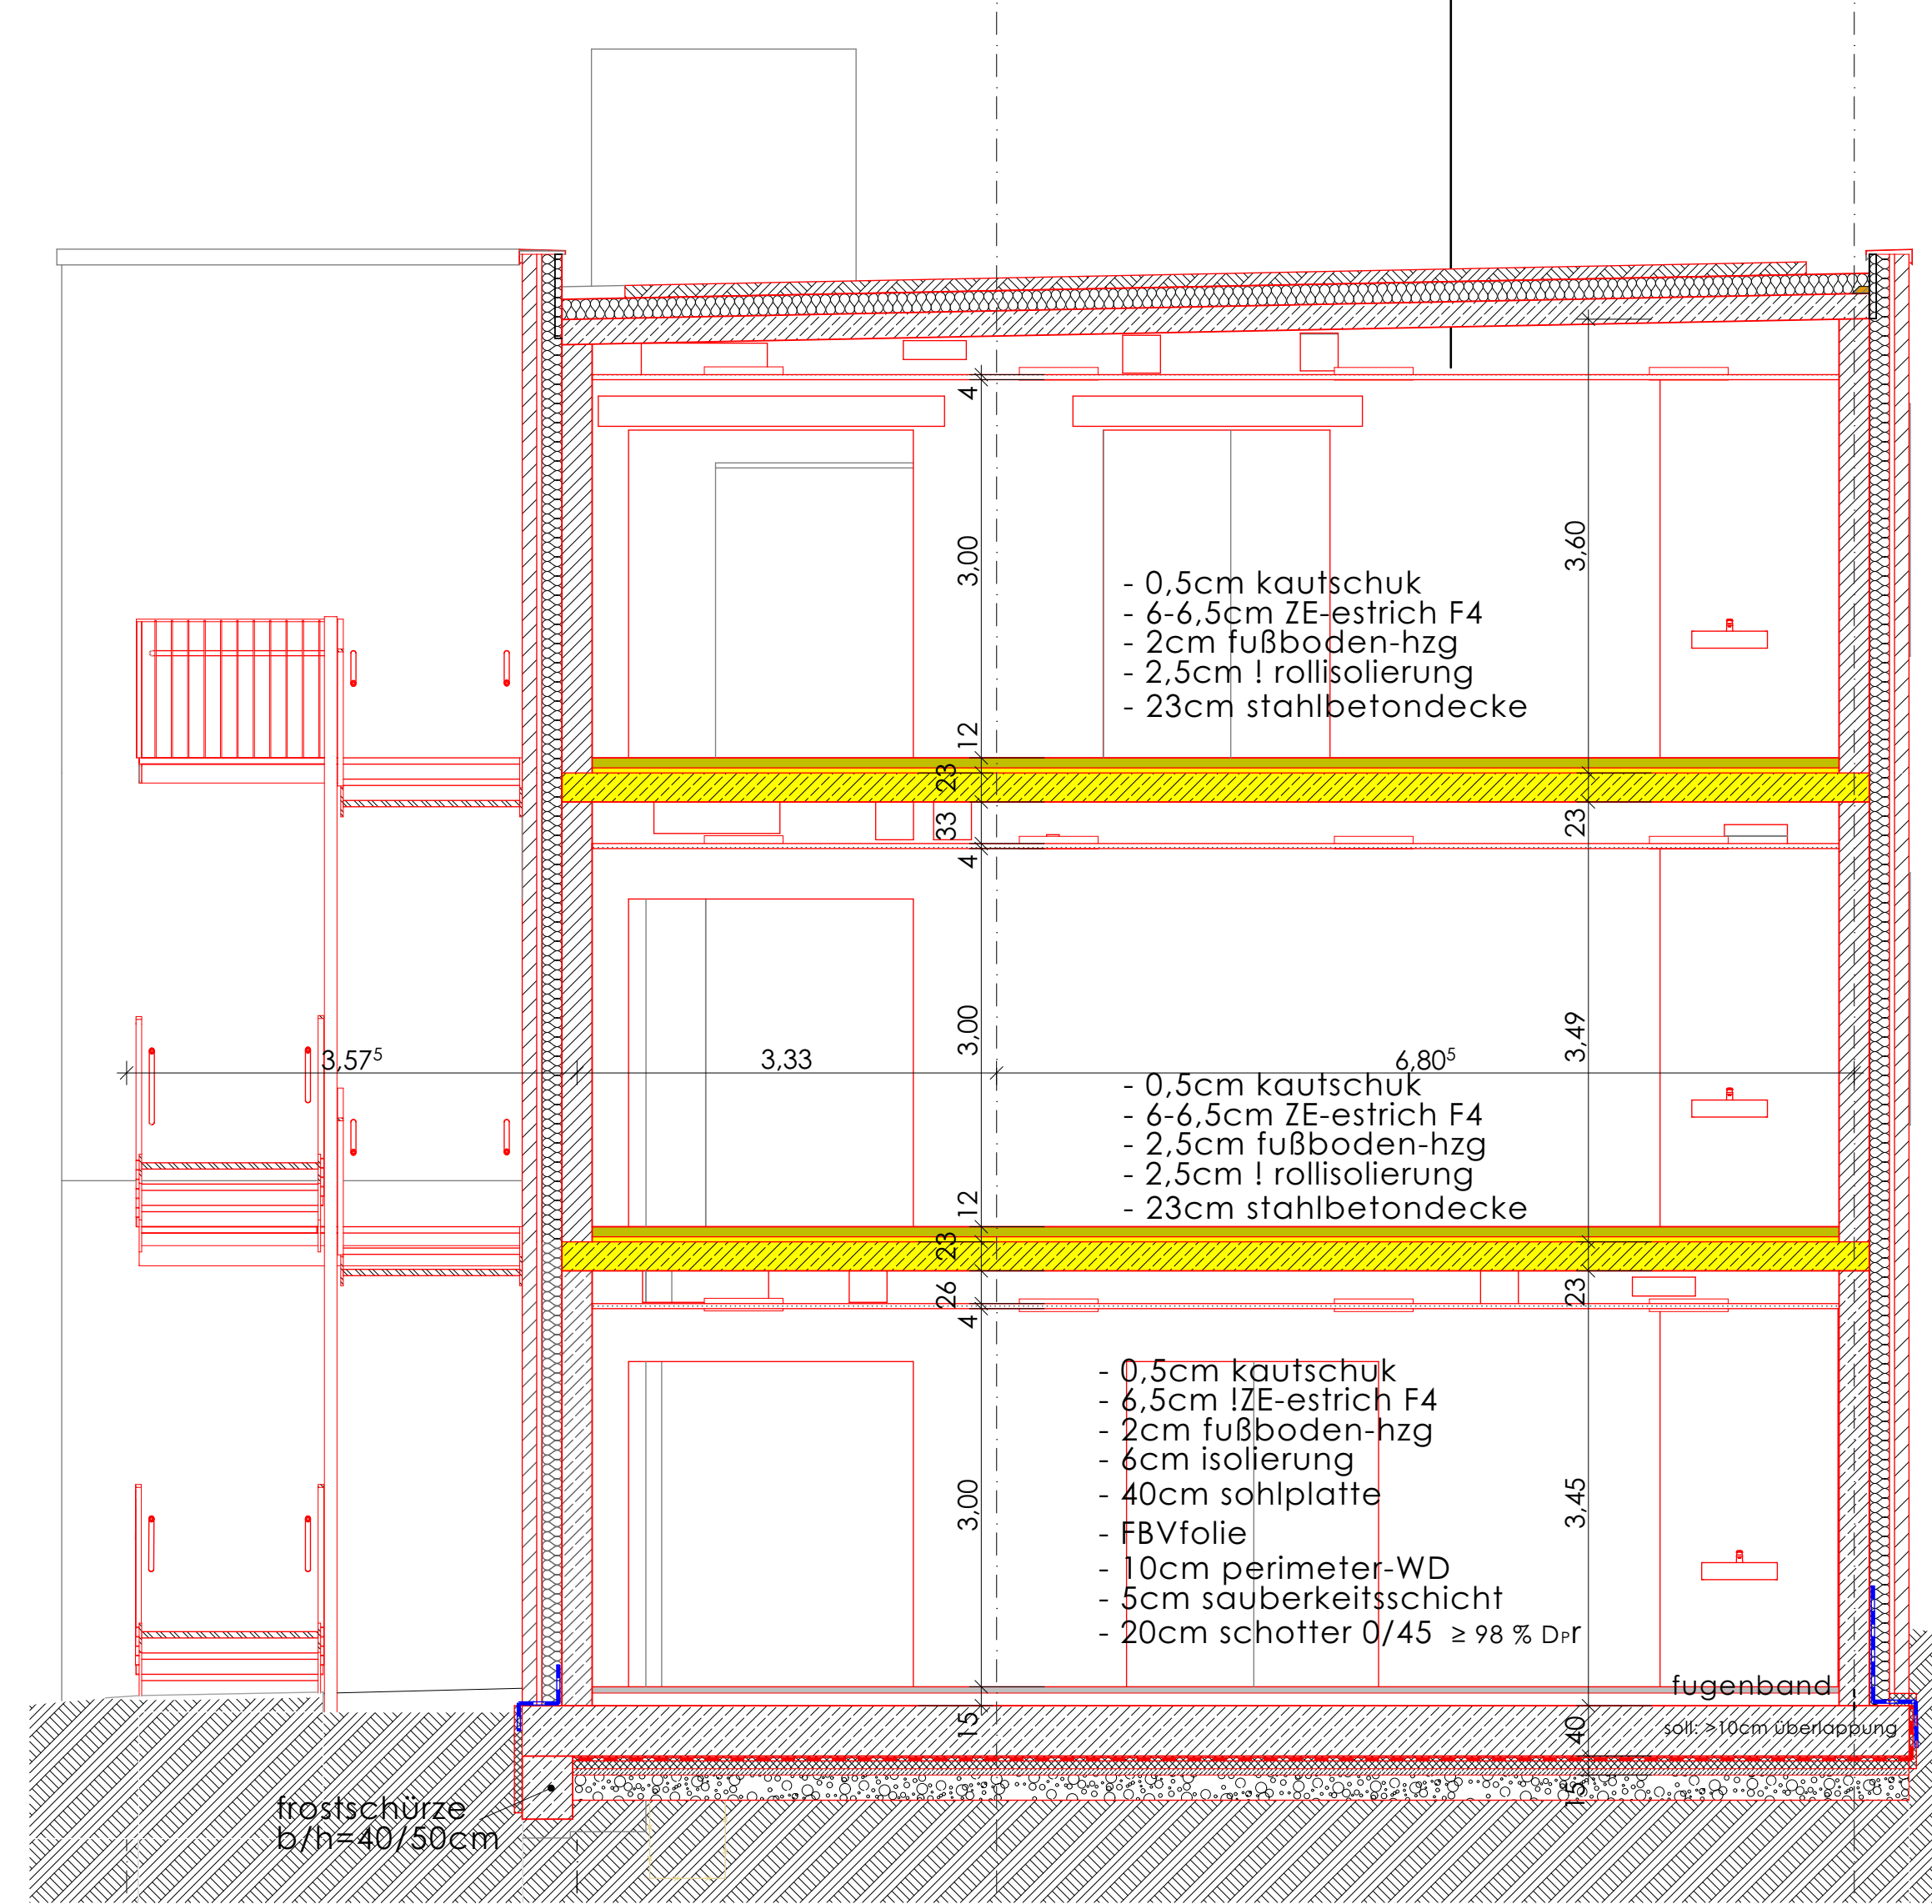 4
3,00
3,60
- 0,5cm kautschuk
- 6-6,5cm ZE-estrich F4
- 2cm fußboden-hzg
- 2,5cm ! rollisolierung
- 23cm stahlbetondecke
12
23
33
23
4
3,00
3,49
3,57⁵
3,33
6,80⁵
- 0,5cm kautschuk
- 6-6,5cm ZE-estrich F4
- 2,5cm fußboden-hzg
- 2,5cm ! rollisolierung
- 23cm stahlbetondecke
12
23
26
23
4
- 0,5cm kautschuk
- 6,5cm !ZE-estrich F4
- 2cm fußboden-hzg
- 6cm isolierung
- 40cm sohlplatte
- FBVfolie
- 10cm perimeter-WD
- 5cm sauberkeitsschicht
- 20cm schotter 0/45 ≥ 98 % DPr
3,00
3,45
fugenband
soll: >10cm überlappung
15
40
15
frostschürze
b/h=40/50cm